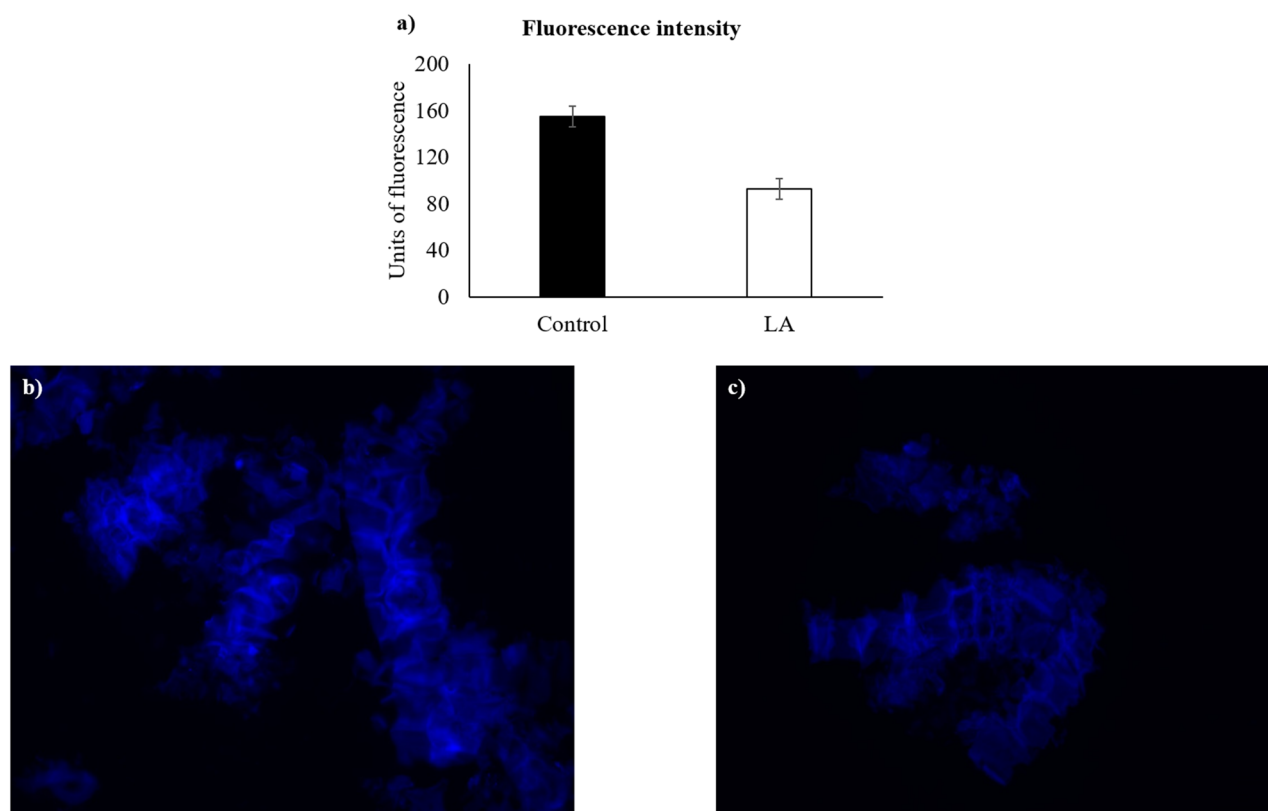 a)
Fluorescence intensity
Units of fluorescence
200
160
120
80
40
0
Control
LA
b)
c)